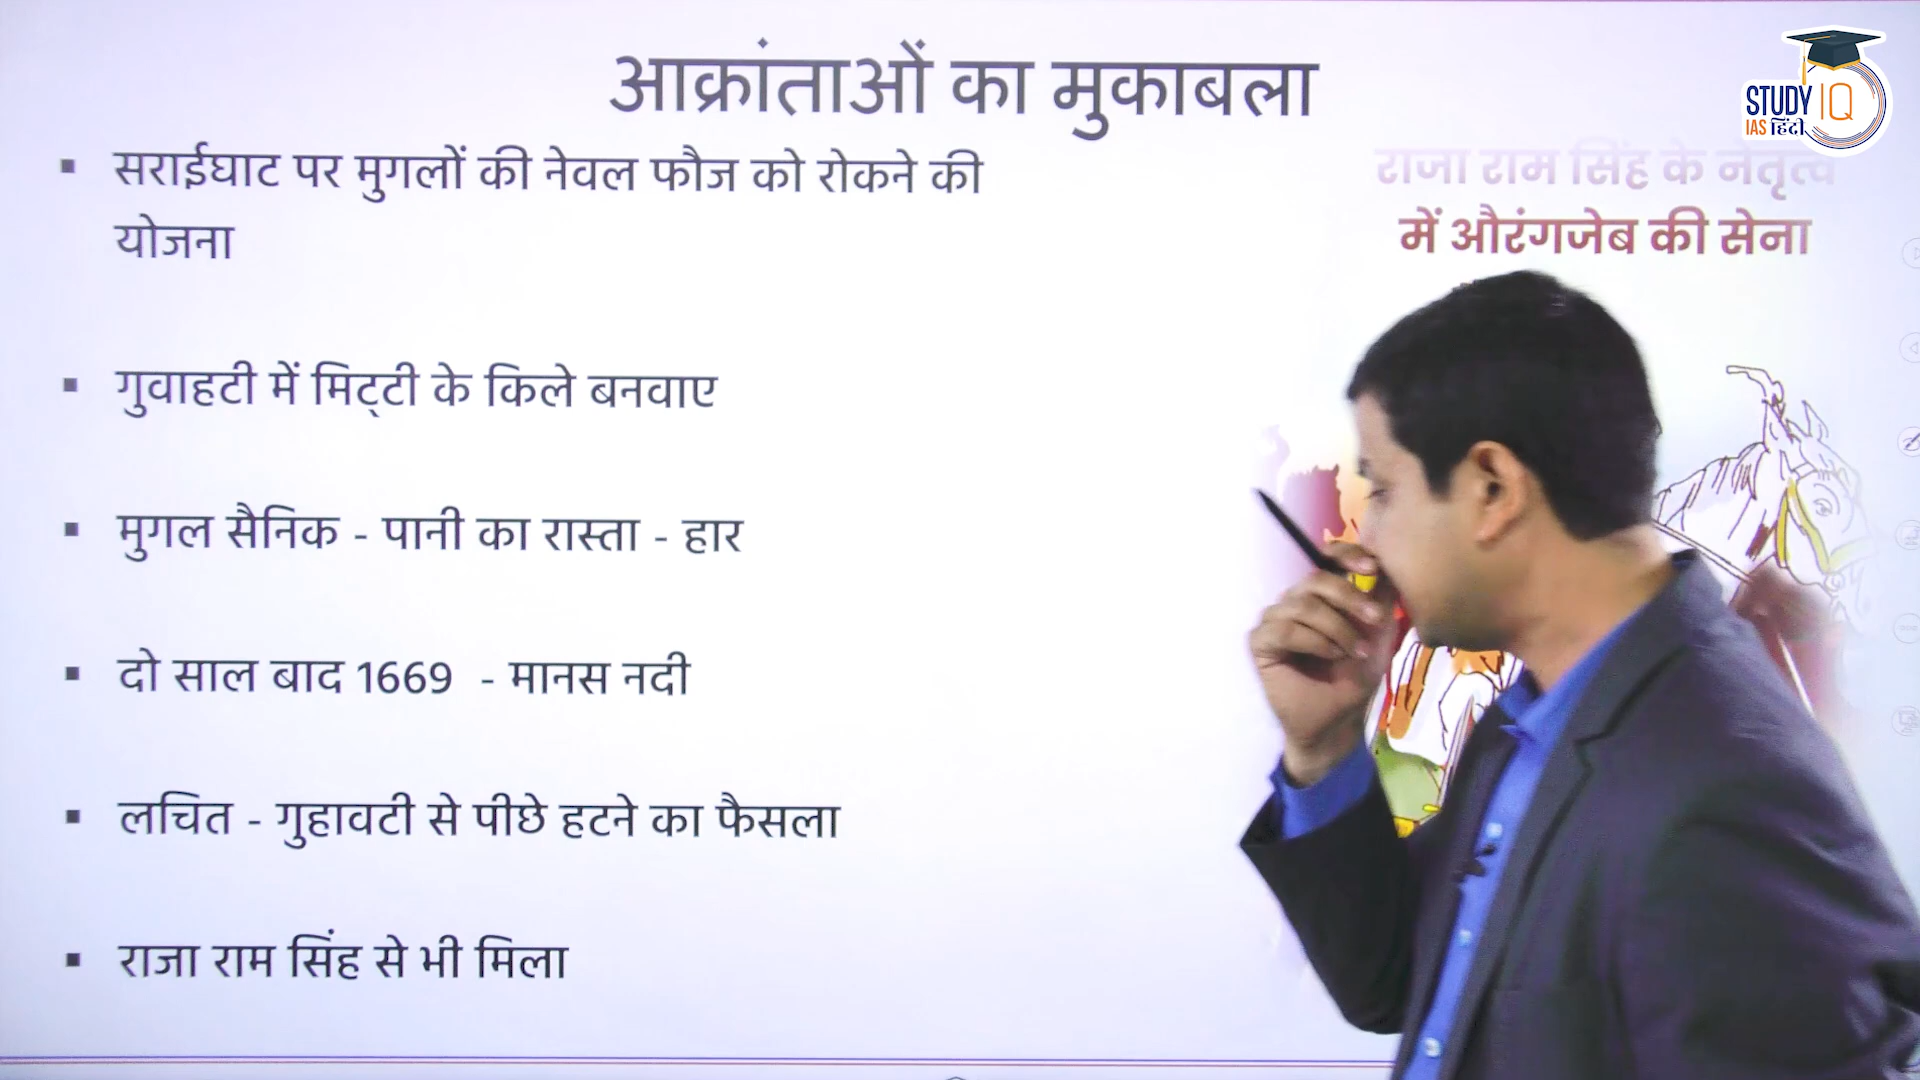 आक्रांताओं का मुकाबला
STUDY IQ
IAS हिंदी
▪ सराईघाट पर मुगलों की नेवल फौज को रोकने की
योजना
राजा राम सिंह के नेतृत्व
में औरंगजेब की सेना
▪ गुवाहटी में मिट्टी के किले बनवाए
▪ मुगल सैनिक - पानी का रास्ता - हार
▪ दो साल बाद 1669 - मानस नदी
▪ लचित - गुहावटी से पीछे हटने का फैसला
▪ राजा राम सिंह से भी मिला